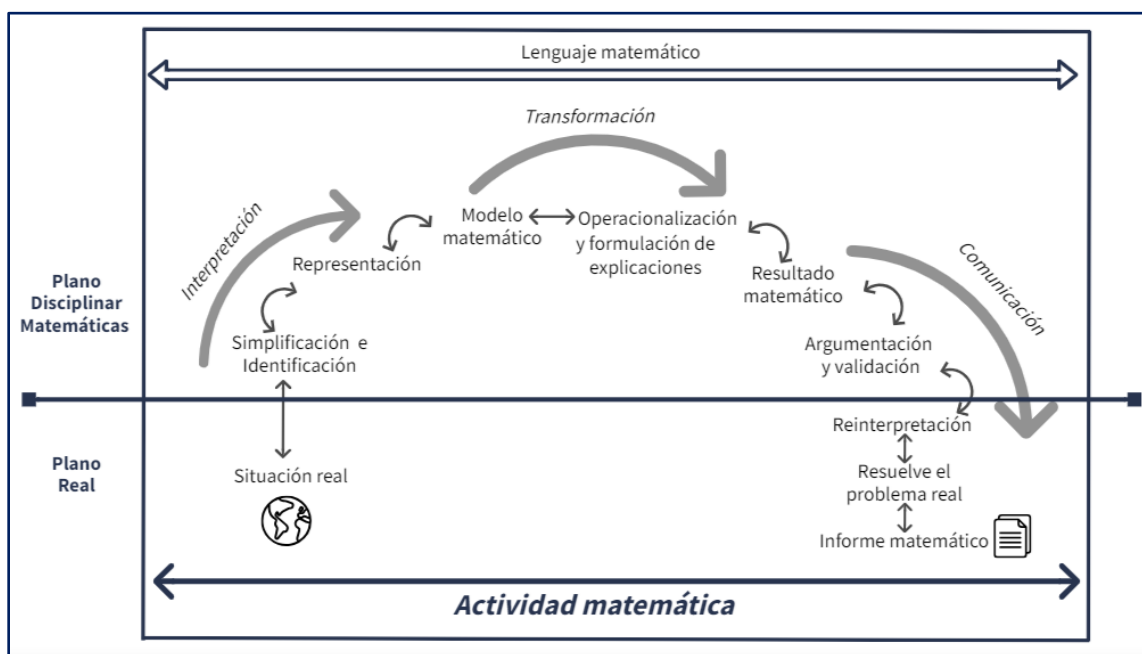 Lenguaje matemático
Transformación
Interpretación
Modelo
matemático
Operacionalización
y formulación de
explicaciones
Representación
Resultado
matemático
Comunicación
Plano
Disciplinar
Matemáticas
Simplificación e
Identificación
Argumentación
y validación
Reinterpretación
Plano
Real
Situación real
Resuelve el
problema real
Informe matemático
Actividad matemática